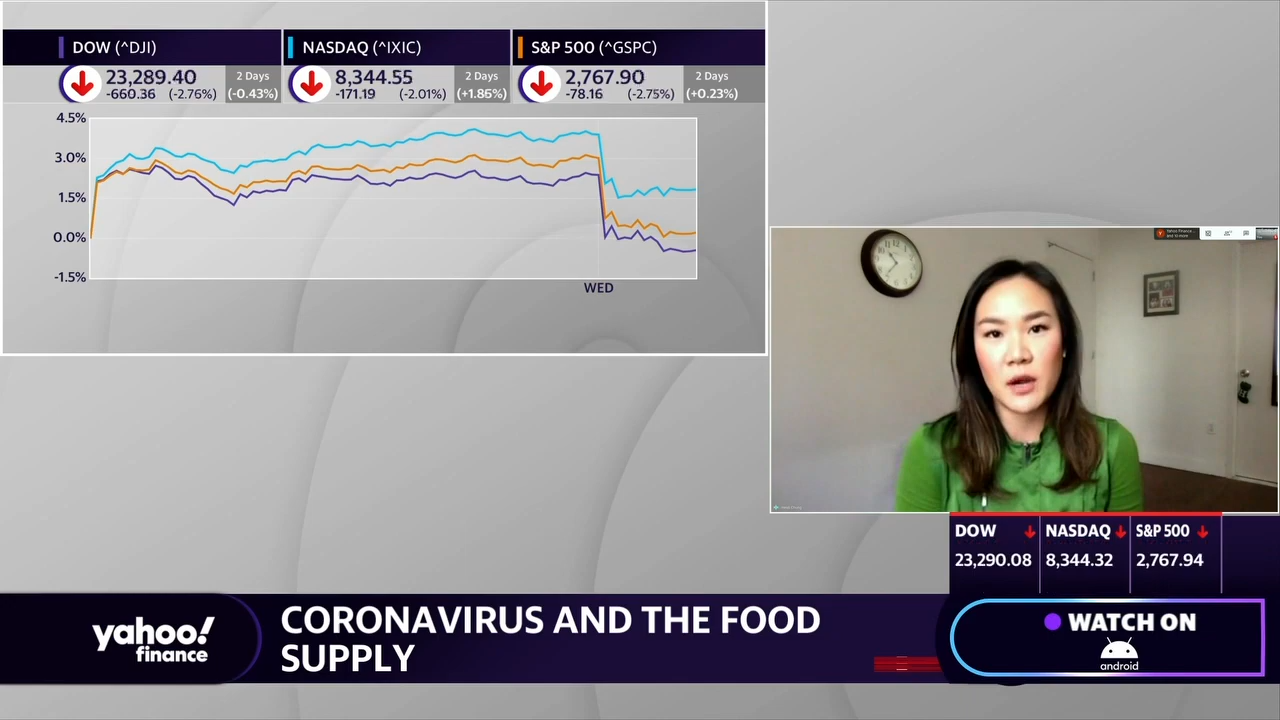 DOW (^DJI)
23,289.40
-660.36 (-2.76%)
2 Days
(-0.43%)
NASDAQ (^IXIC)
8,344.55
-171.19 (-2.01%)
2 Days
(+1.86%)
S&P 500 (^GSPC)
2,767.90
-78.16 (-2.75%)
2 Days
(+0.23%)
4.5%
3.0%
1.5%
0.0%
-1.5%
WED
Yahoo Finance
DOW
23,290.08
NASDAQ
8,344.32
S&P 500
2,767.94
yahoo!
finance
CORONAVIRUS AND THE FOOD
SUPPLY
WATCH ON
android